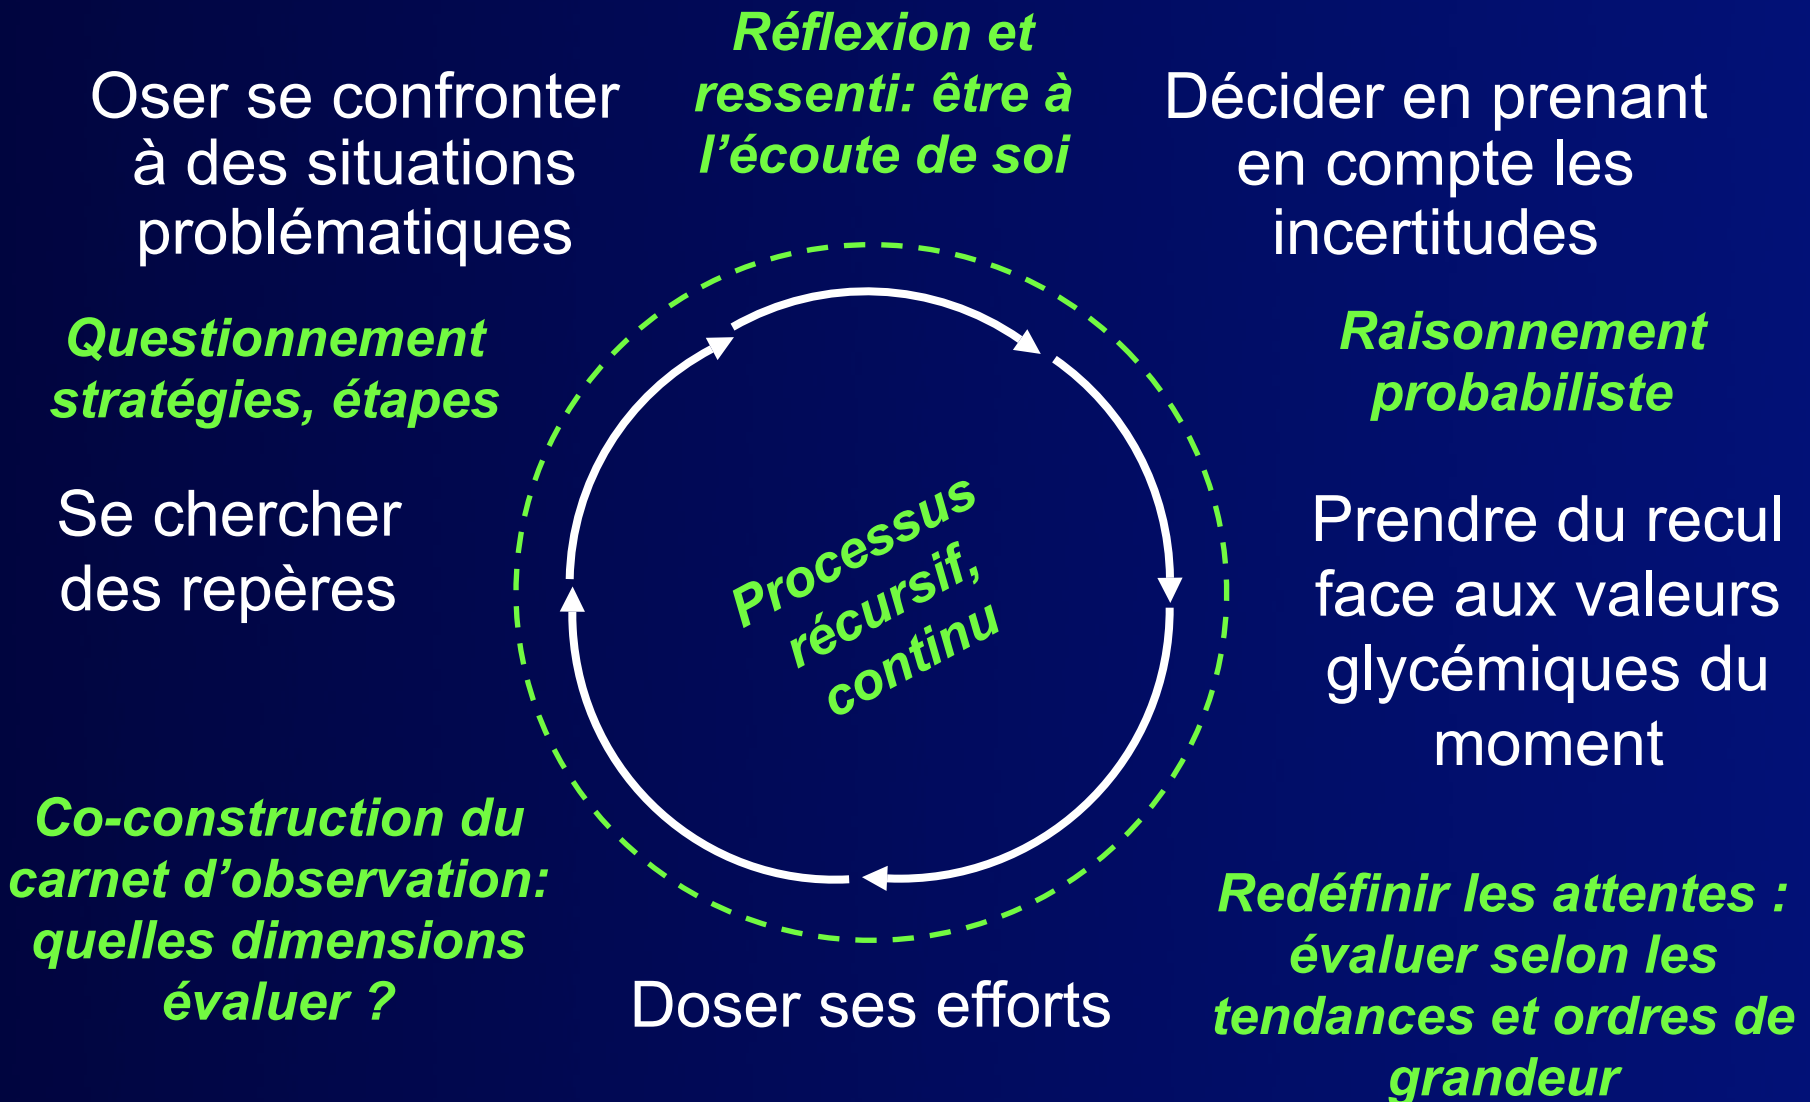 Réflexion et
ressenti: être à
l’écoute de soi
Oser se confronter
à des situations
problématiques
Décider en prenant
en compte les
incertitudes
Questionnement
stratégies, étapes
Raisonnement
probabiliste
Se chercher
des repères
Processus
récursif,
continu
Prendre du recul
face aux valeurs
glycémiques du
moment
Co-construction du
carnet d’observation:
quelles dimensions
évaluer ?
Doser ses efforts
Redéfinir les attentes :
évaluer selon les
tendances et ordres de
grandeur